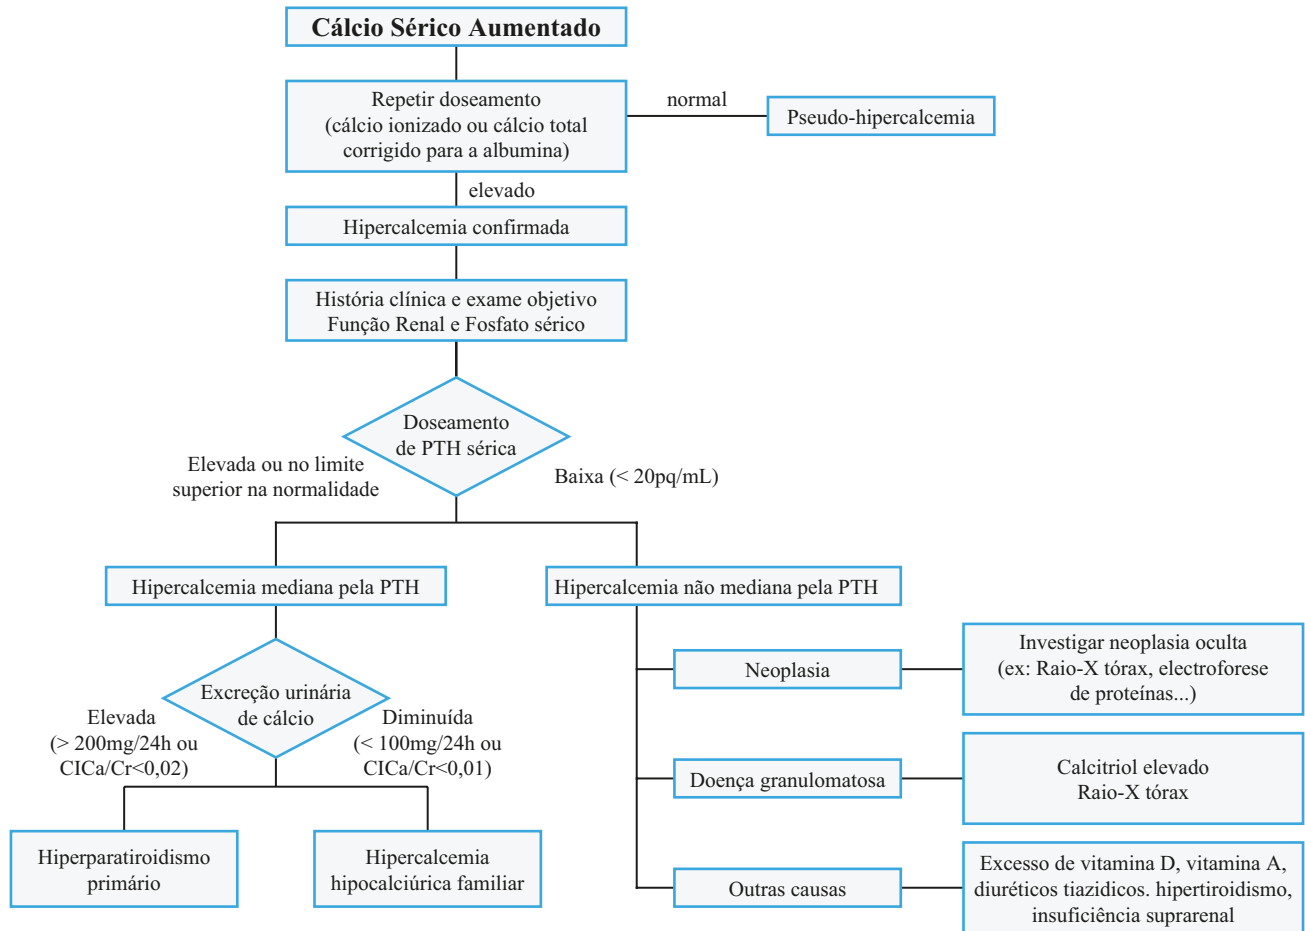 Cálcio Sérico Aumentado
Repetir doseamento
(cálcio ionizado ou cálcio total
corrigido para a albumina)
normal
Pseudo-hipercalcemia
elevado
Hipercalcemia confirmada
História clínica e exame objetivo
Função Renal e Fosfato sérico
Doseamento
de PTH sérica
Elevada ou no limite
superior na normalidade
Baixa (< 20pq/mL)
Hipercalcemia mediana pela PTH
Hipercalcemia não mediana pela PTH
Excreção urinária
de cálcio
Elevada
(> 200mg/24h ou
CICa/Cr<0,02)
Diminuída
(< 100mg/24h ou
CICa/Cr<0,01)
Hiperparatiroidismo
primário
Hipercalcemia
hipocalciúrica familiar
Neoplasia
Investigar neoplasia oculta
(ex: Raio-X tórax, electroforese
de proteínas...)
Doença granulomatosa
Calcitriol elevado
Raio-X tórax
Outras causas
Excesso de vitamina D, vitamina A,
diuréticos tiazidicos. hipertiroidismo,
insuficiência suprarenal